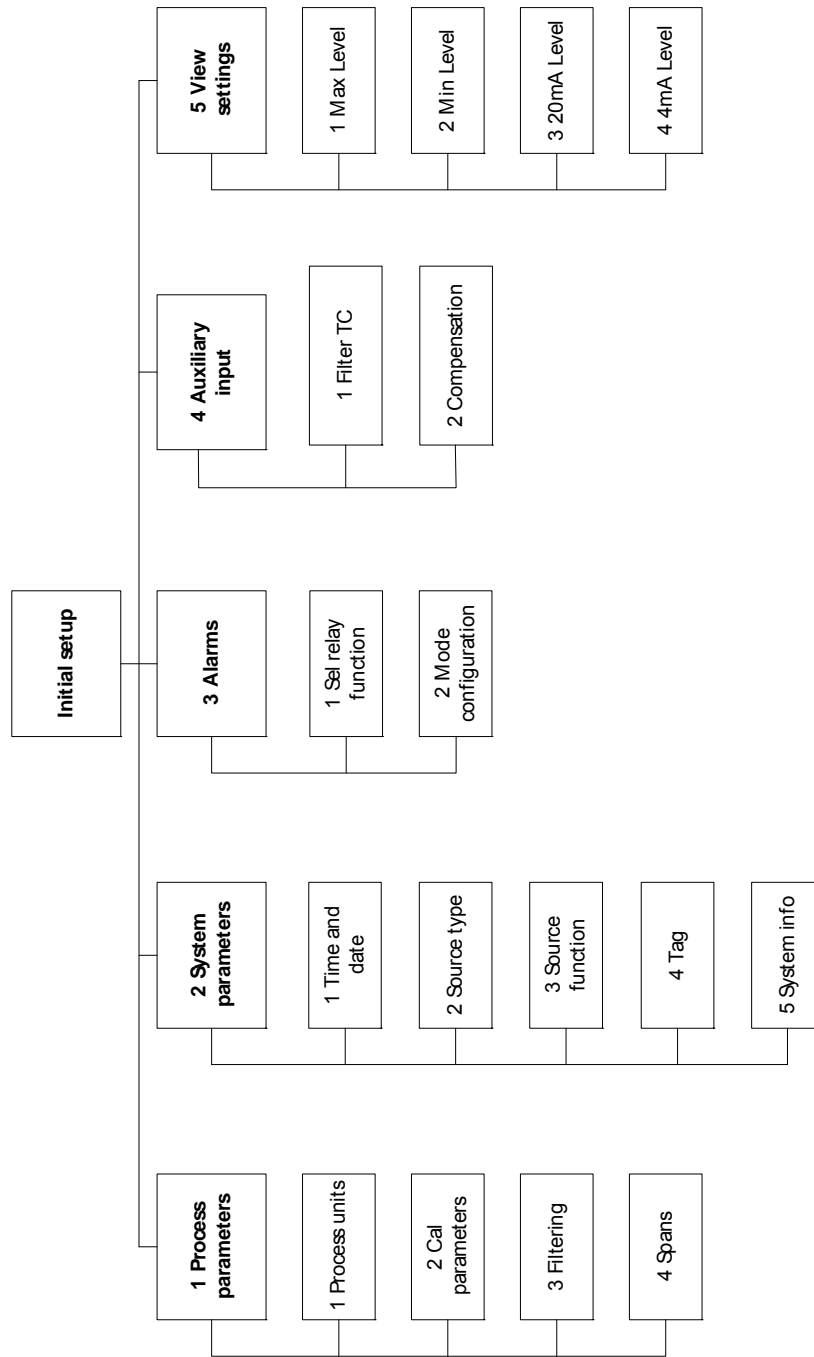 Initial setup
1 Process
parameters
1 Process units
2 Cal
parameters
3 Filtering
4 Spans
2 System
parameters
1 Time and
date
2 Source type
3 Source
function
4 Tag
5 System info
3 Alarms
1 Sel relay
function
2 Mode
configuration
4 Auxiliary
input
1 Filter TC
2 Compensation
5 View
settings
1 Max Level
2 Min Level
3 20mA Level
4 4mA Level